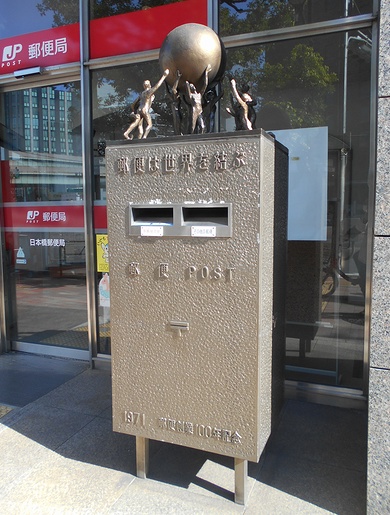 JP 郵便局
POST
郵便は世界を結ぶ
JP 郵便局
日本橋郵便局
郵便 POST
1971 郵便創業100年記念